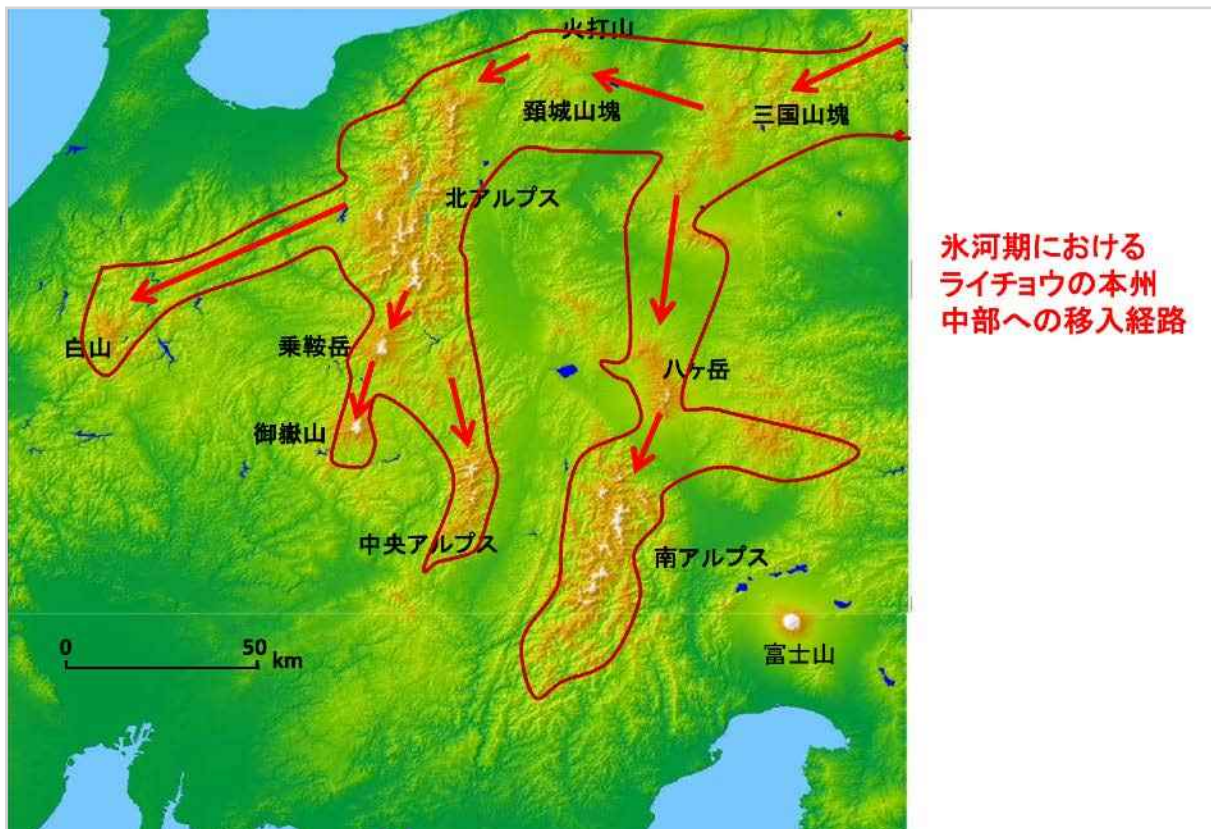 火打山
頚城山塊
三国山塊
北アルプス
氷河期における
ライチョウの本州
中部への移入経路
白山
乗鞍岳
八ヶ岳
御嶽山
中央アルプス
南アルプス
富士山
0 50
km